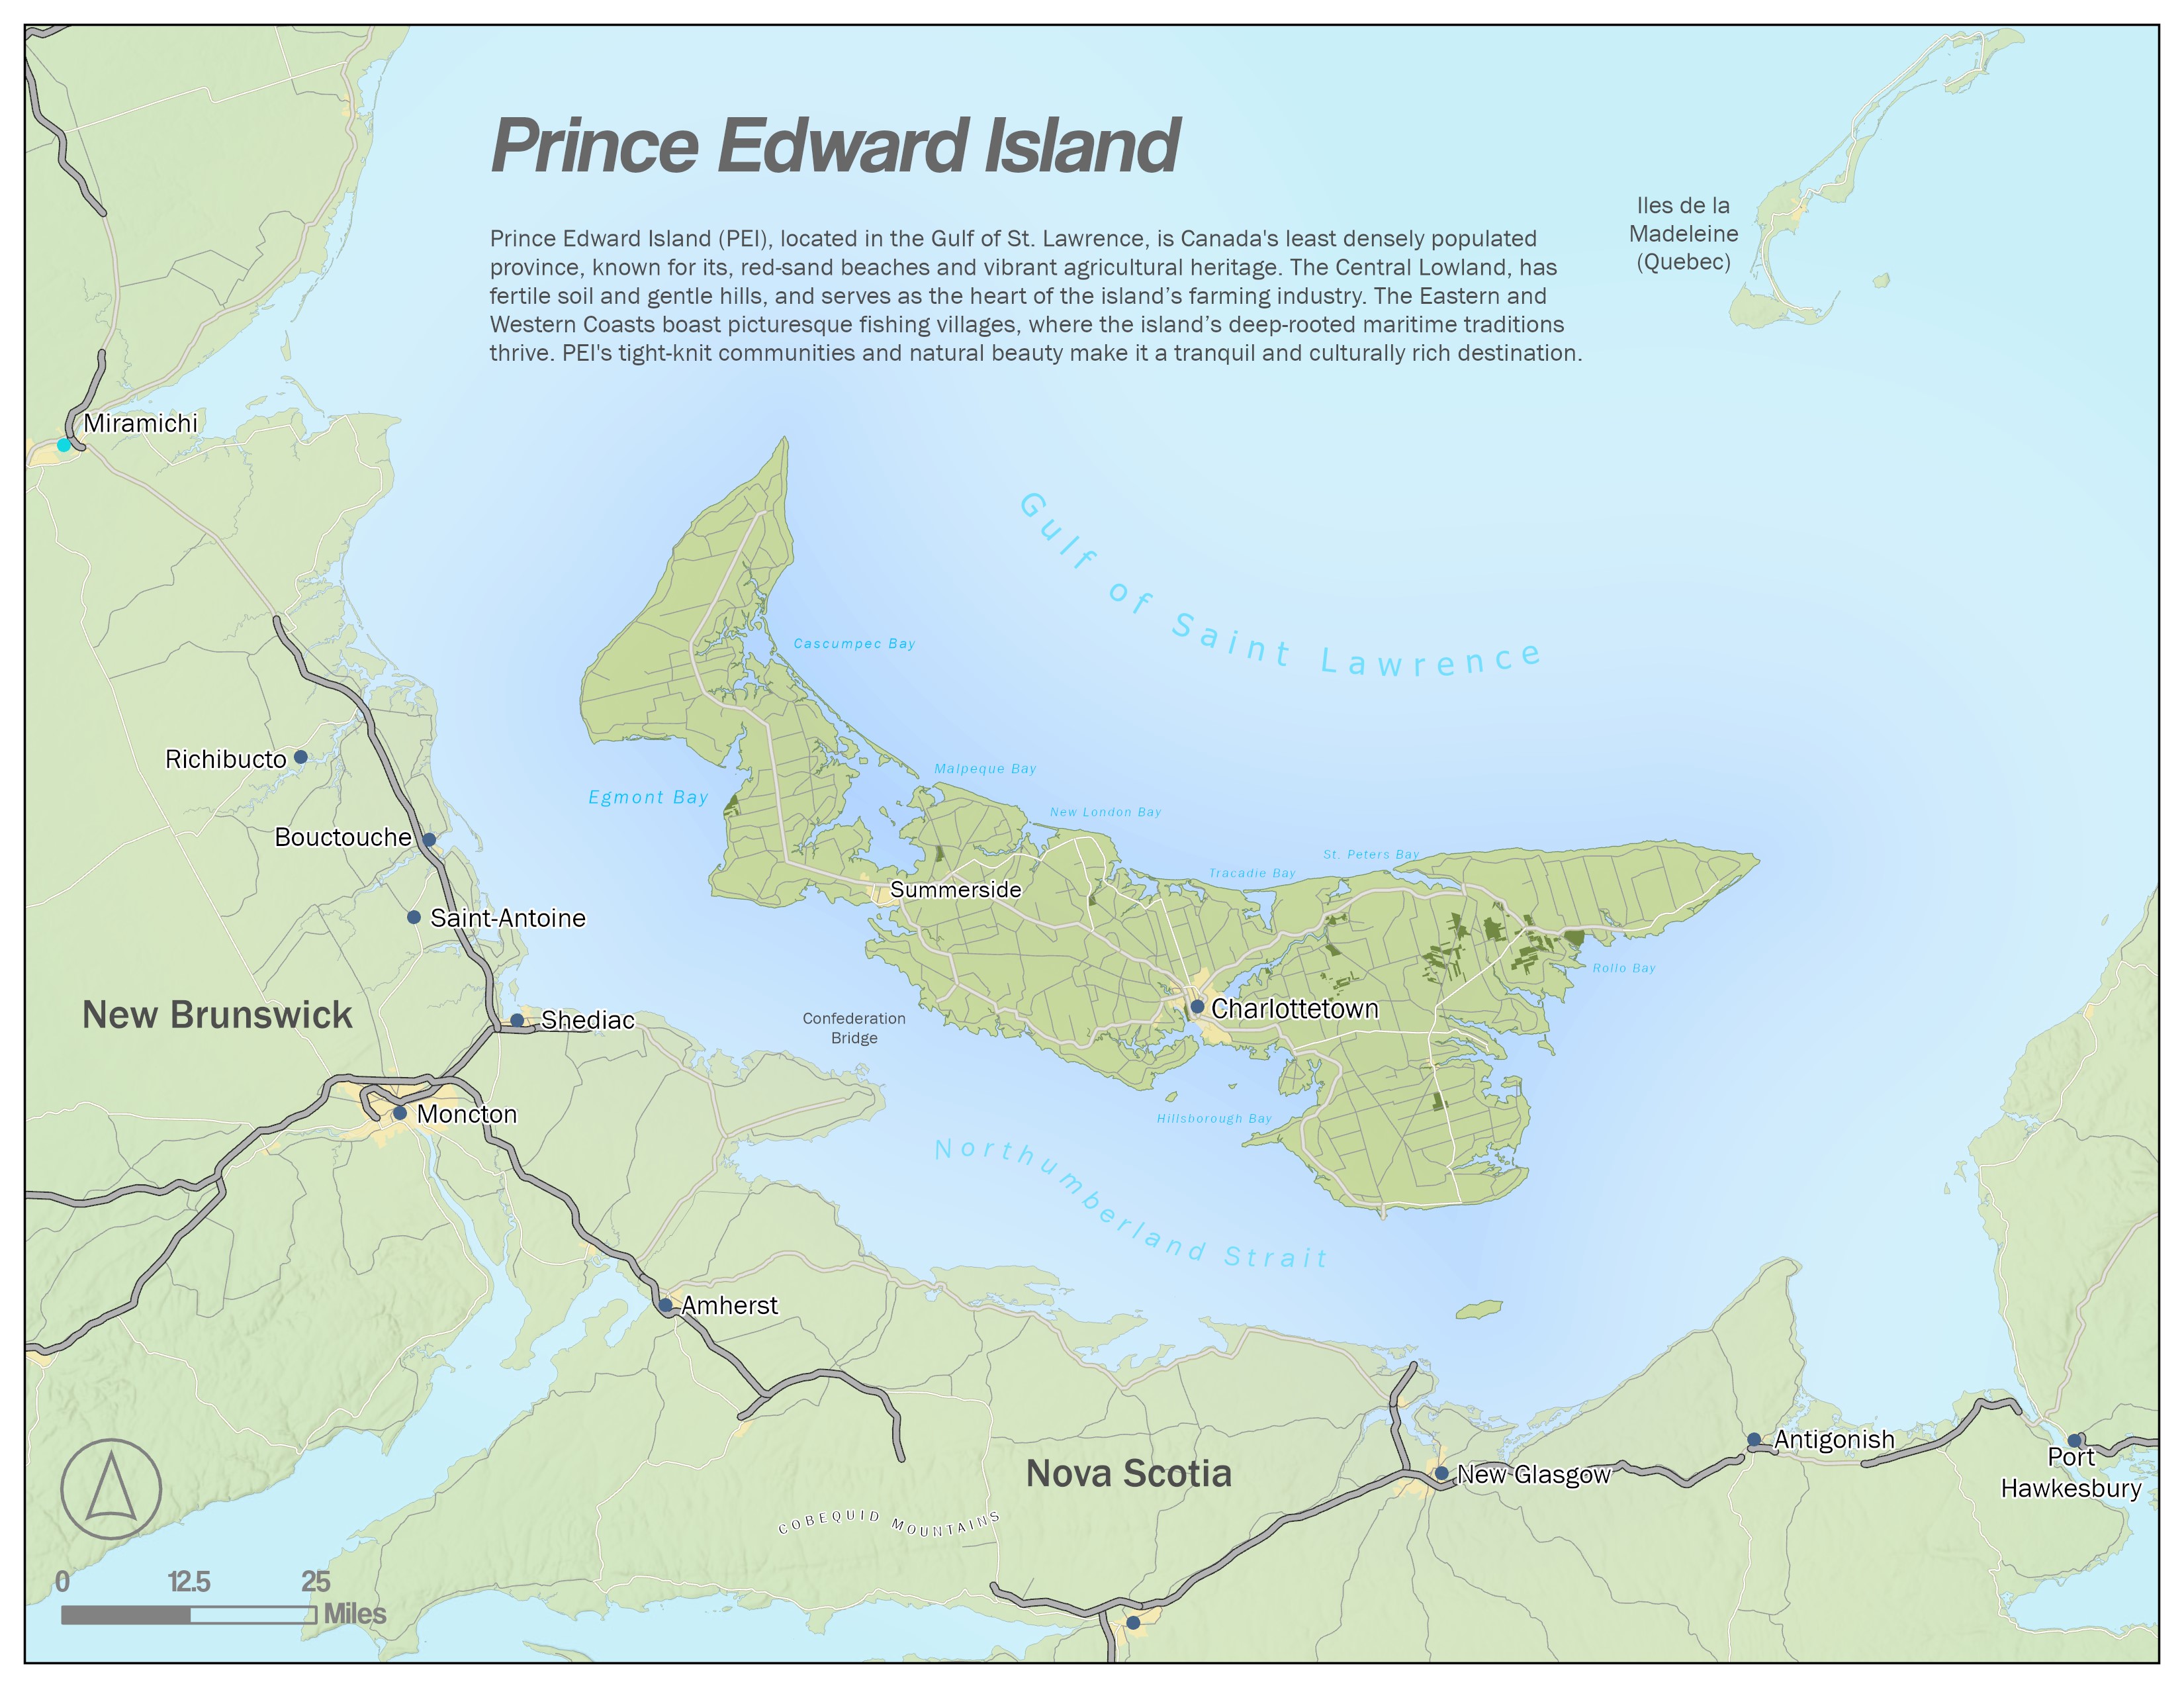 Prince Edward Island
Prince Edward Island (PEI), located in the Gulf of St. Lawrence, is Canada's least densely populated
province, known for its, red-sand beaches and vibrant agricultural heritage. The Central Lowland, has
fertile soil and gentle hills, and serves as the heart of the island’s farming industry. The Eastern and
Western Coasts boast picturesque fishing villages, where the island’s deep-rooted maritime traditions
thrive. PEI's tight-knit communities and natural beauty make it a tranquil and culturally rich destination.
Iles de la
Madeleine
(Quebec)
Miramichi
Gulf of Saint Lawrence
Cascumpec Bay
Richibucto
Egmont Bay
Malpeque Bay
New London Bay
Bouctouche
St. Peters Bay
Tracadie Bay
Summerside
Saint-Antoine
Rollo Bay
New Brunswick
Shediac
Confederation
Bridge
Charlottetown
Moncton
Hillsborough Bay
Northumberland Strait
Amherst
Nova Scotia
New Glasgow
Antigonish
Port
Hawkesbury
COBEQUID MOUNTAINS
0 12.5 25
Miles